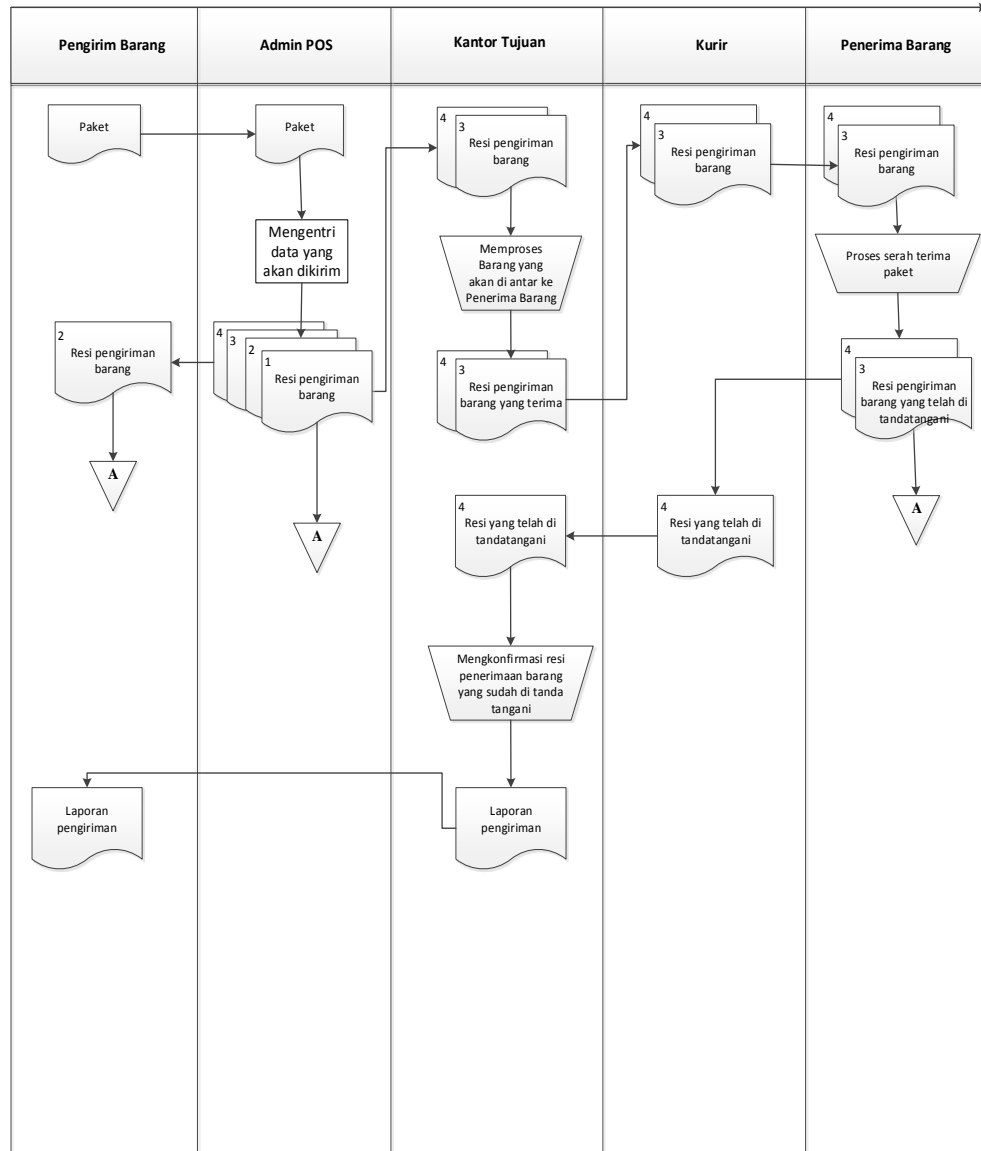 Pengirim Barang
Admin POS
Kantor Tujuan
Kurir
Penerima Barang
Paket
Paket
4
3
Resi pengiriman
barang
4
3
Resi pengiriman
barang
4
3
Resi pengiriman
barang
Mengentri
data yang
akan dikirim
Memproses
Barang yang
akan di antar ke
Penerima Barang
Proses serah terima
paket
2
Resi pengiriman
barang
4
3
2
1
Resi pengiriman
barang
4
3
Resi pengiriman
barang yang terima
4
3
Resi pengiriman
barang yang telah di
tandatangani
A
A
A
4
Resi yang telah di
tandatangani
4
Resi yang telah di
tandatangani
Mengkonfirmasi resi
penerimaan barang
yang sudah di tanda
tangani
Laporan
pengiriman
Laporan
pengiriman